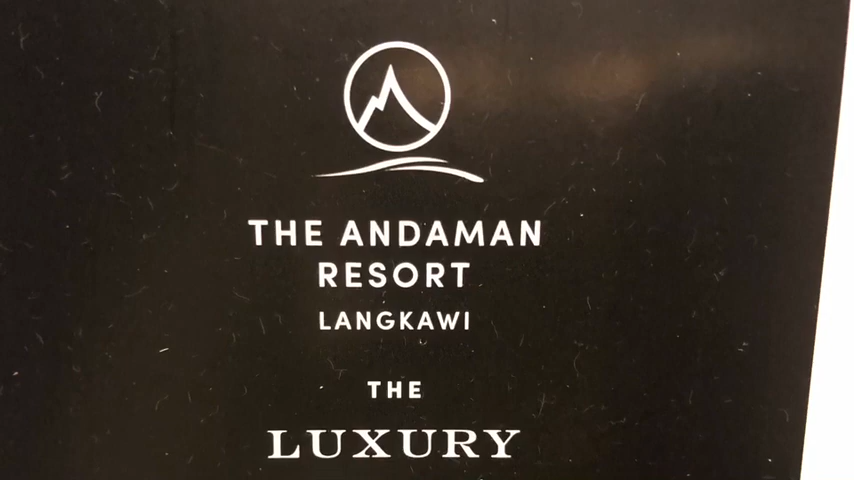 THE ANDAMAN
RESORT
LANGKAWI
THE
LUXURY